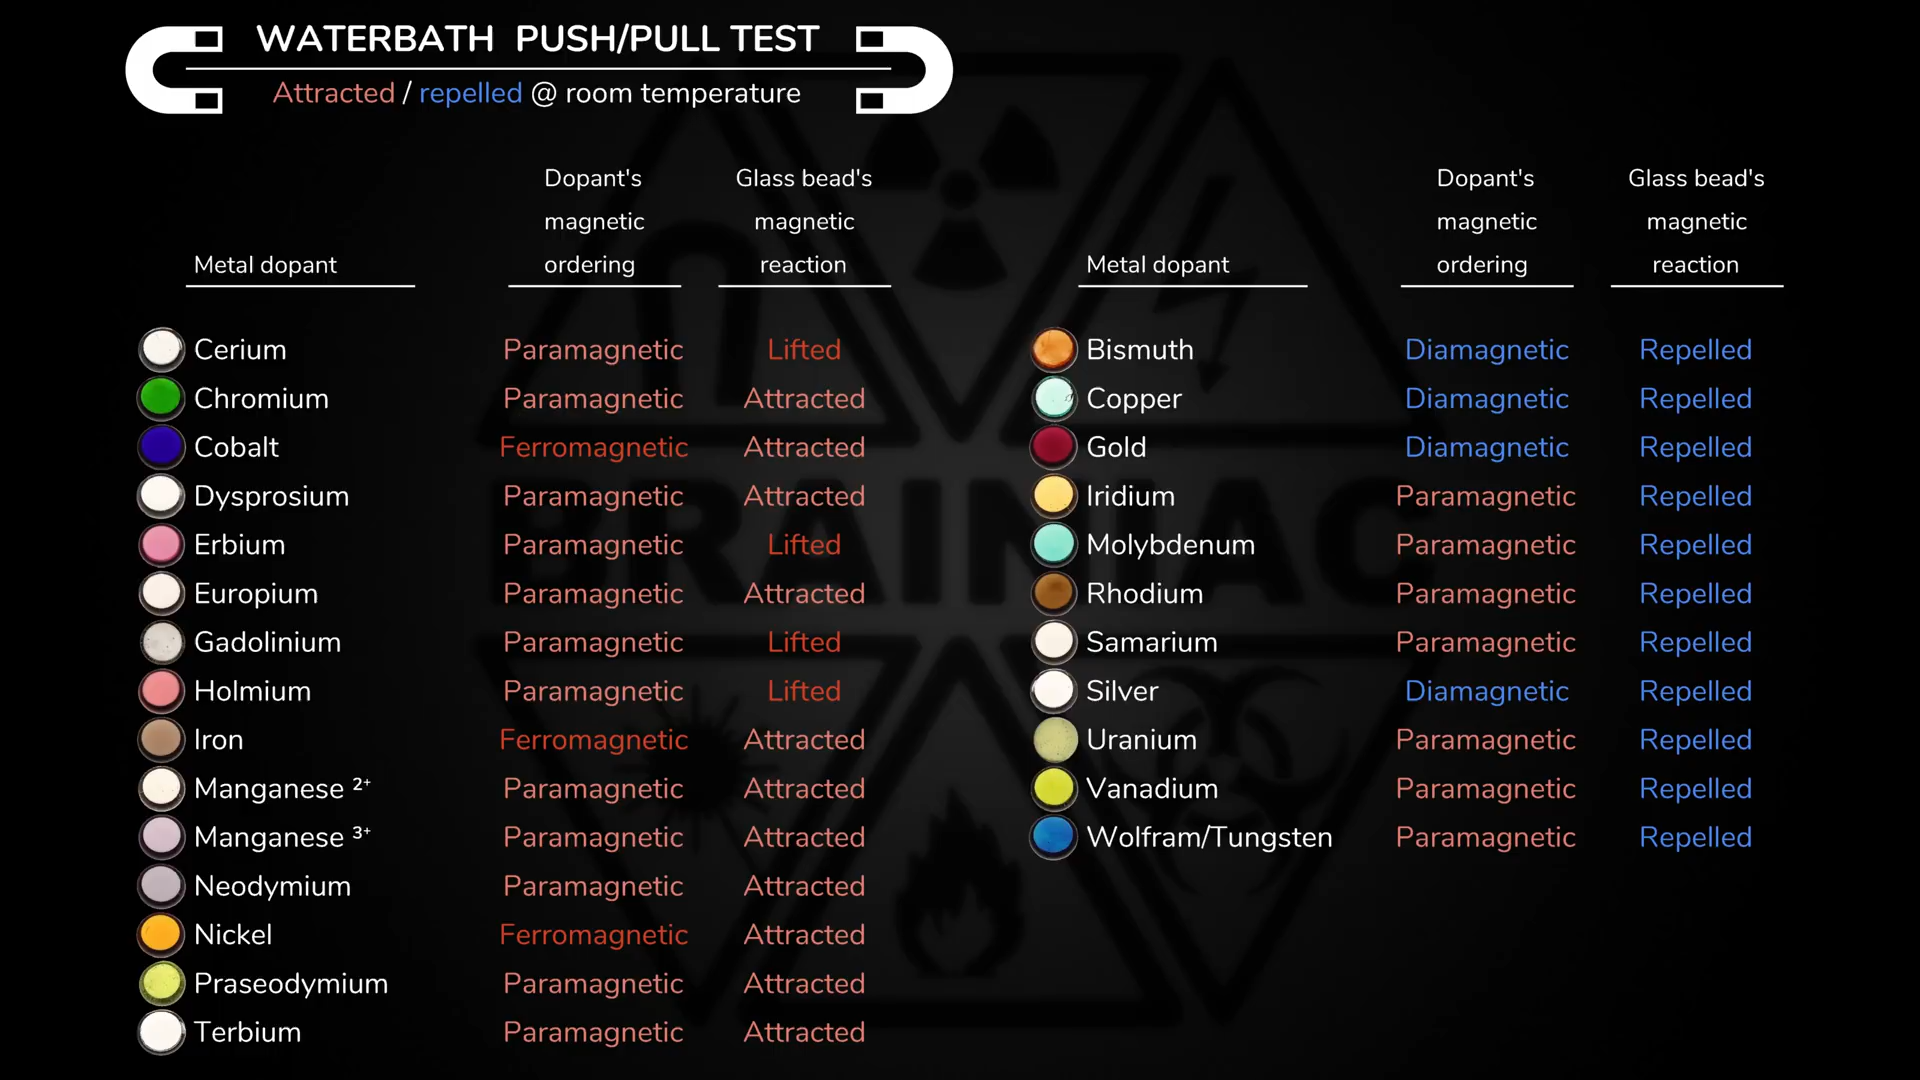 WATERBATH PUSH/PULL TEST
Attracted / repelled @ room temperature
Metal dopant
Dopant's
magnetic
ordering
Glass bead's
magnetic
reaction
Cerium Paramagnetic Lifted
Chromium Paramagnetic Attracted
Cobalt Ferromagnetic Attracted
Dysprosium Paramagnetic Attracted
Erbium Paramagnetic Lifted
Europium Paramagnetic Attracted
Gadolinium Paramagnetic Lifted
Holmium Paramagnetic Lifted
Iron Ferromagnetic Attracted
Manganese ²⁺ Paramagnetic Attracted
Manganese ³⁺ Paramagnetic Attracted
Neodymium Paramagnetic Attracted
Nickel Ferromagnetic Attracted
Praseodymium Paramagnetic Attracted
Terbium Paramagnetic Attracted
Metal dopant
Dopant's
magnetic
ordering
Glass bead's
magnetic
reaction
Bismuth Diamagnetic Repelled
Copper Diamagnetic Repelled
Gold Diamagnetic Repelled
Iridium Paramagnetic Repelled
Molybdenum Paramagnetic Repelled
Rhodium Paramagnetic Repelled
Samarium Paramagnetic Repelled
Silver Diamagnetic Repelled
Uranium Paramagnetic Repelled
Vanadium Paramagnetic Repelled
Wolfram/Tungsten Paramagnetic Repelled
BRAINIAC